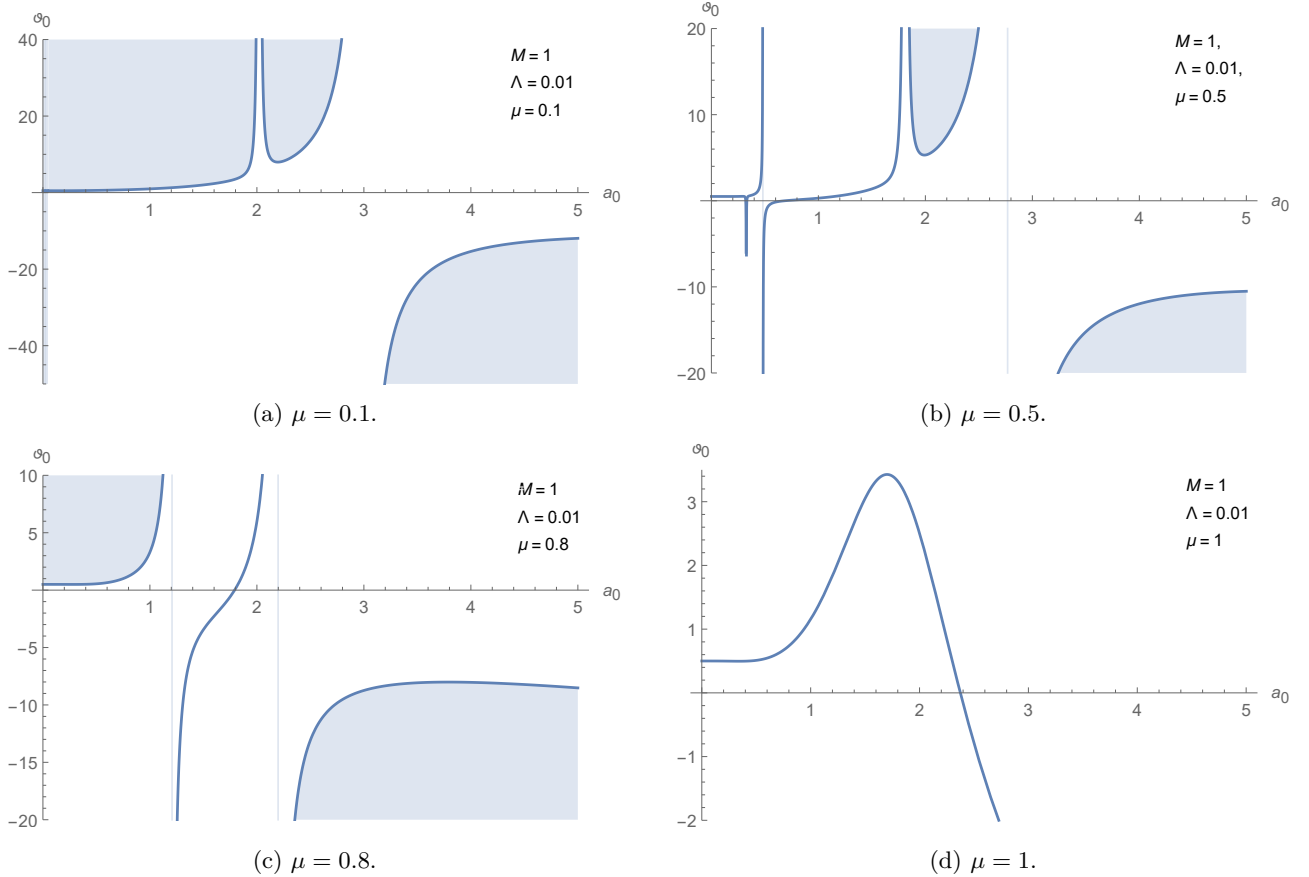 ϑ0
40
20
−20
−40
1
2
3
4
5
a0
M = 1
Λ = 0.01
μ = 0.1
(a) μ = 0.1.
ϑ0
20
10
−10
−20
1
2
3
4
5
a0
M = 1,
Λ = 0.01,
μ = 0.5
(b) μ = 0.5.
ϑ0
10
5
−5
−10
−15
−20
1
2
3
4
5
a0
M = 1
Λ = 0.01
μ = 0.8
(c) μ = 0.8.
ϑ0
3
2
1
−1
−2
1
2
3
4
5
a0
M = 1
Λ = 0.01
μ = 1
(d) μ = 1.